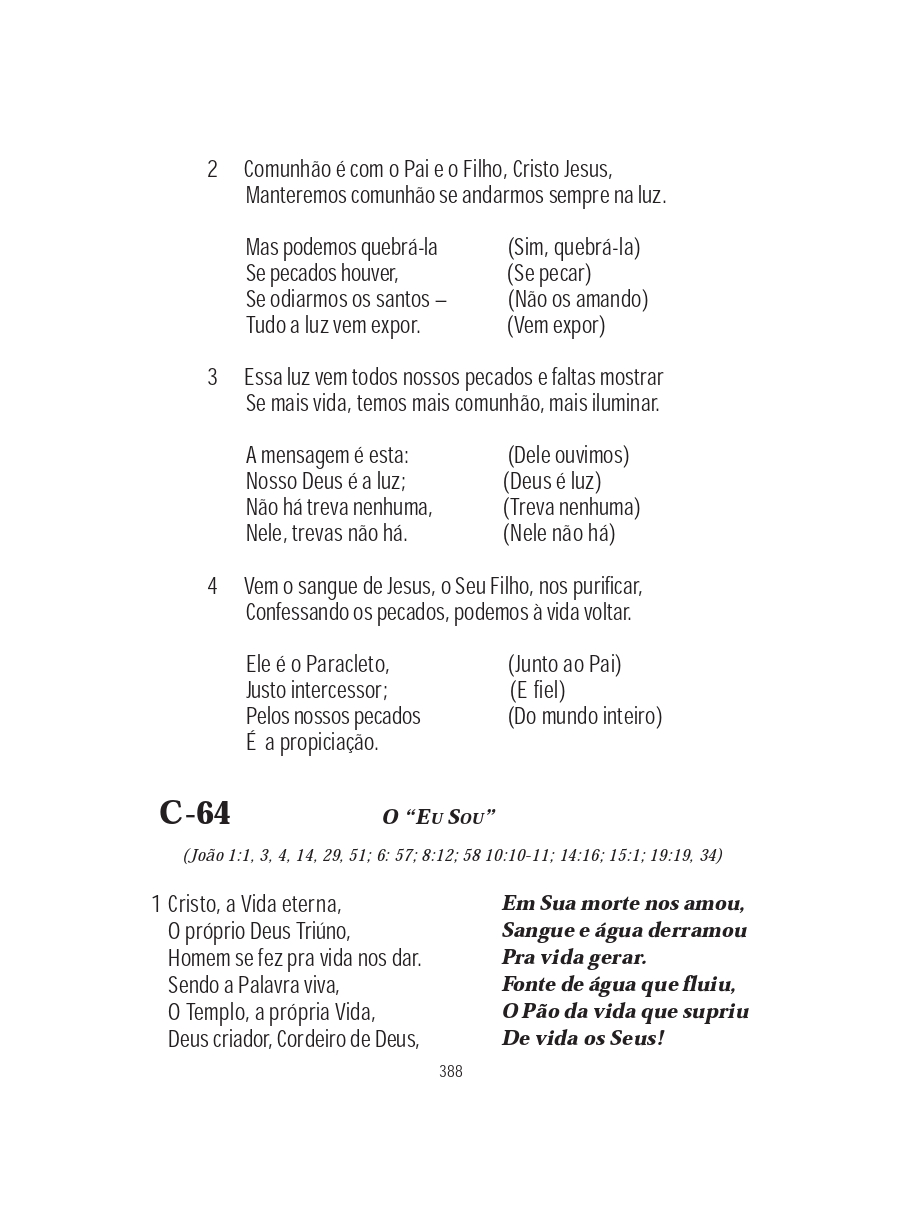 2 Comunhão é com o Pai e o Filho, Cristo Jesus,
Manteremos comunhão se andarmos sempre na luz.
Mas podemos quebrá-la (Sim, quebrá-la)
Se pecados houver, (Se pecar)
Se odiarmos os santos – (Não os amando)
Tudo a luz vem expor. (Vem expor)
3 Essa luz vem todos nossos pecados e faltas mostrar
Se mais vida, temos mais comunhão, mais iluminar.
A mensagem é esta: (Dele ouvimos)
Nosso Deus é a luz; (Deus é luz)
Não há treva nenhuma, (Treva nenhuma)
Nele, trevas não há. (Nele não há)
4 Vem o sangue de Jesus, o Seu Filho, nos purificar,
Confessando os pecados, podemos à vida voltar.
Ele é o Paracleto, (Junto ao Pai)
Justo intercessor; (E fiel)
Pelos nossos pecados (Do mundo inteiro)
É a propiciação.
C-64 O “Eu Sou”
(João 1:1, 3, 4, 14, 29, 51; 6: 57; 8:12; 58 10:10-11; 14:16; 15:1; 19:19, 34)
1 Cristo, a Vida eterna,
O próprio Deus Triúno,
Homem se fez pra vida nos dar.
Sendo a Palavra viva,
O Templo, a própria Vida,
Deus criador, Cordeiro de Deus,
Em Sua morte nos amou,
Sangue e água derramou
Pra vida gerar.
Fonte de água que fluiu,
O Pão da vida que supriu
De vida os Seus!
388